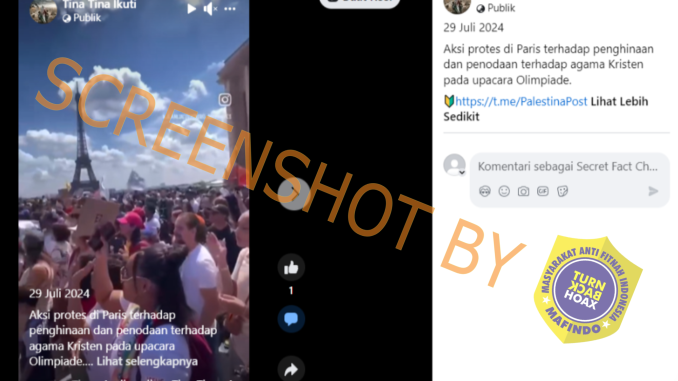 Tina Tina Ikuti
Publik
29 Juli 2024
Aksi protes di Paris terhadap
penghinaan dan penodaan terhadap
agama Kristen pada upacara
Olimpiade.... Lihat selengkapnya
1
Publik
29 Juli 2024
Aksi protes di Paris terhadap penghinaan
dan penodaan terhadap agama Kristen
pada upacara Olimpiade.
https://t.me/PalestinaPost Lihat Lebih
Sedikit
Komentari sebagai Secret Fact Ch...
GIF
SCREENSHOT BY
MASYARAKAT ANTI FITNAH INDONESIA
TURN
BACK
HOAX
MAFINDO